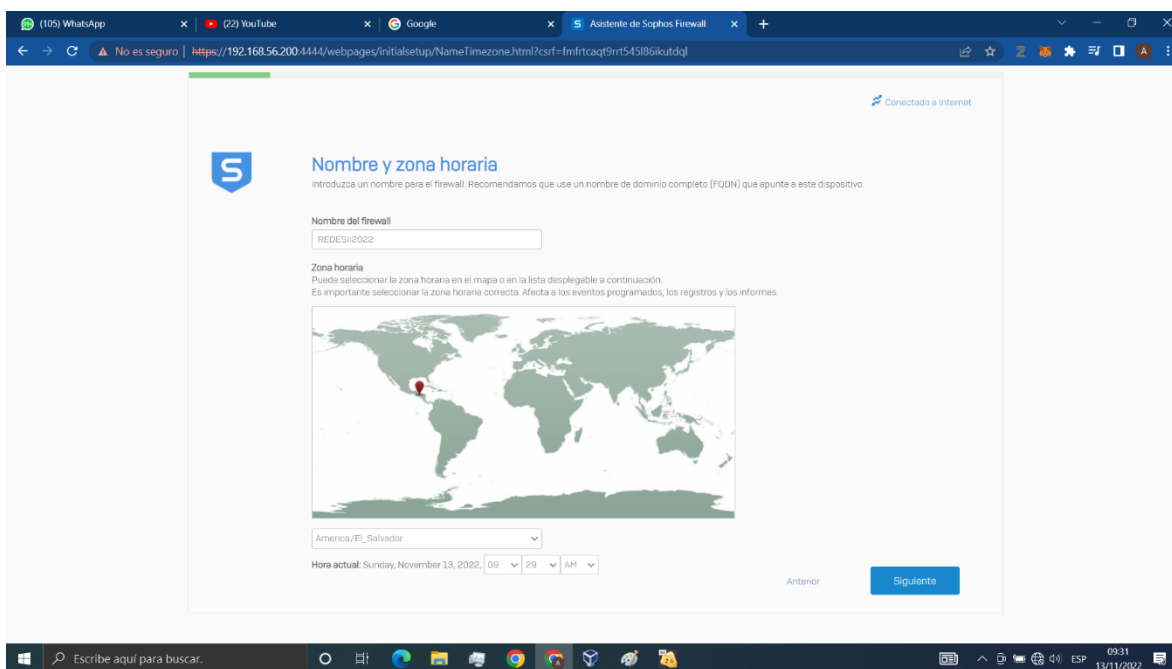 (105) WhatsApp
(22) YouTube
Google
Asistente de Sophos Firewall
No es seguro | https://192.168.56.200:4444/webpages/initialsetup/NameTimezone.html?csrf=fmfrtcaqt9rrt545l86ikutdql
A
Conectado a Internet
S
Nombre y zona horaria
Introduzca un nombre para el firewall. Recomendamos que use un nombre de dominio completo (FQDN) que apunte a este dispositivo.
Nombre del firewall
REDESII2022
Zona horaria
Puede seleccionar la zona horaria en el mapa o en la lista desplegable a continuación.
Es importante seleccionar la zona horaria correcta. Afecta a los eventos programados, los registros y los informes.
America/El_Salvador
Hora actual: Sunday, November 13, 2022, 09 29 AM
Anterior
Siguiente
Escribe aquí para buscar.
ESP
09:31
13/11/2022